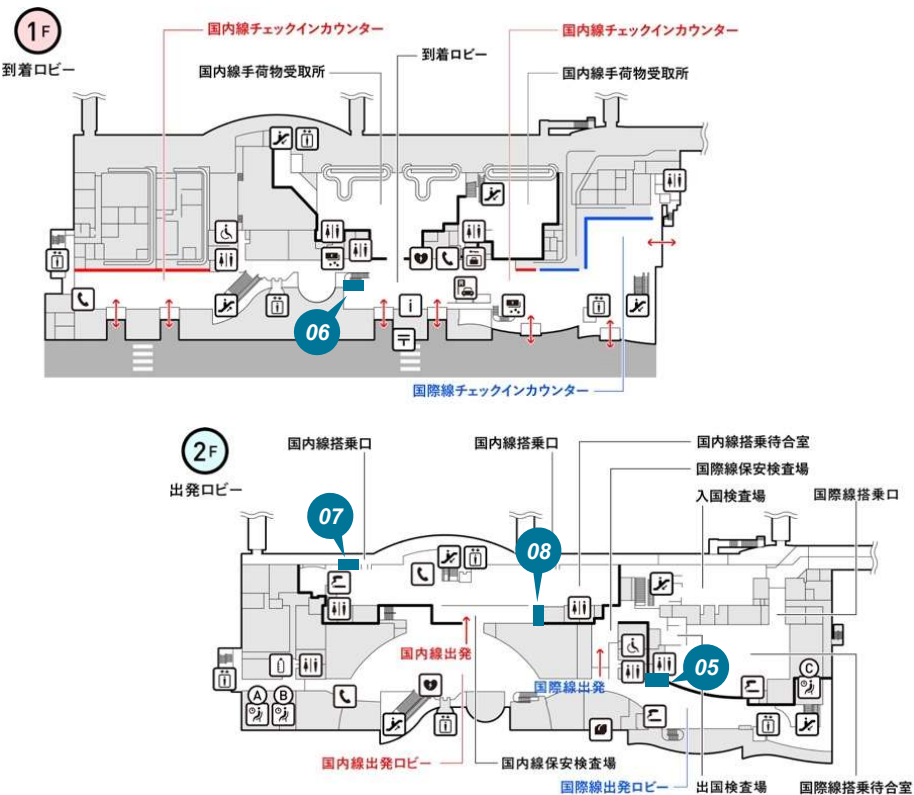 1F
到着ロビー
国内線チェックインカウンター
国内線チェックインカウンター
到着ロビー
国内線手荷物受取所
国内線手荷物受取所
i
〒
06
国際線チェックインカウンター
2F
出発ロビー
国内線搭乗口
国内線搭乗口
国内線搭乗待合室
国際線保安検査場
入国検査場
国際線搭乗口
07
08
国内線出発
国際線出発
05
A
B
C
国内線出発ロビー
国内線保安検査場
国際線出発ロビー
出国検査場
国際線搭乗待合室